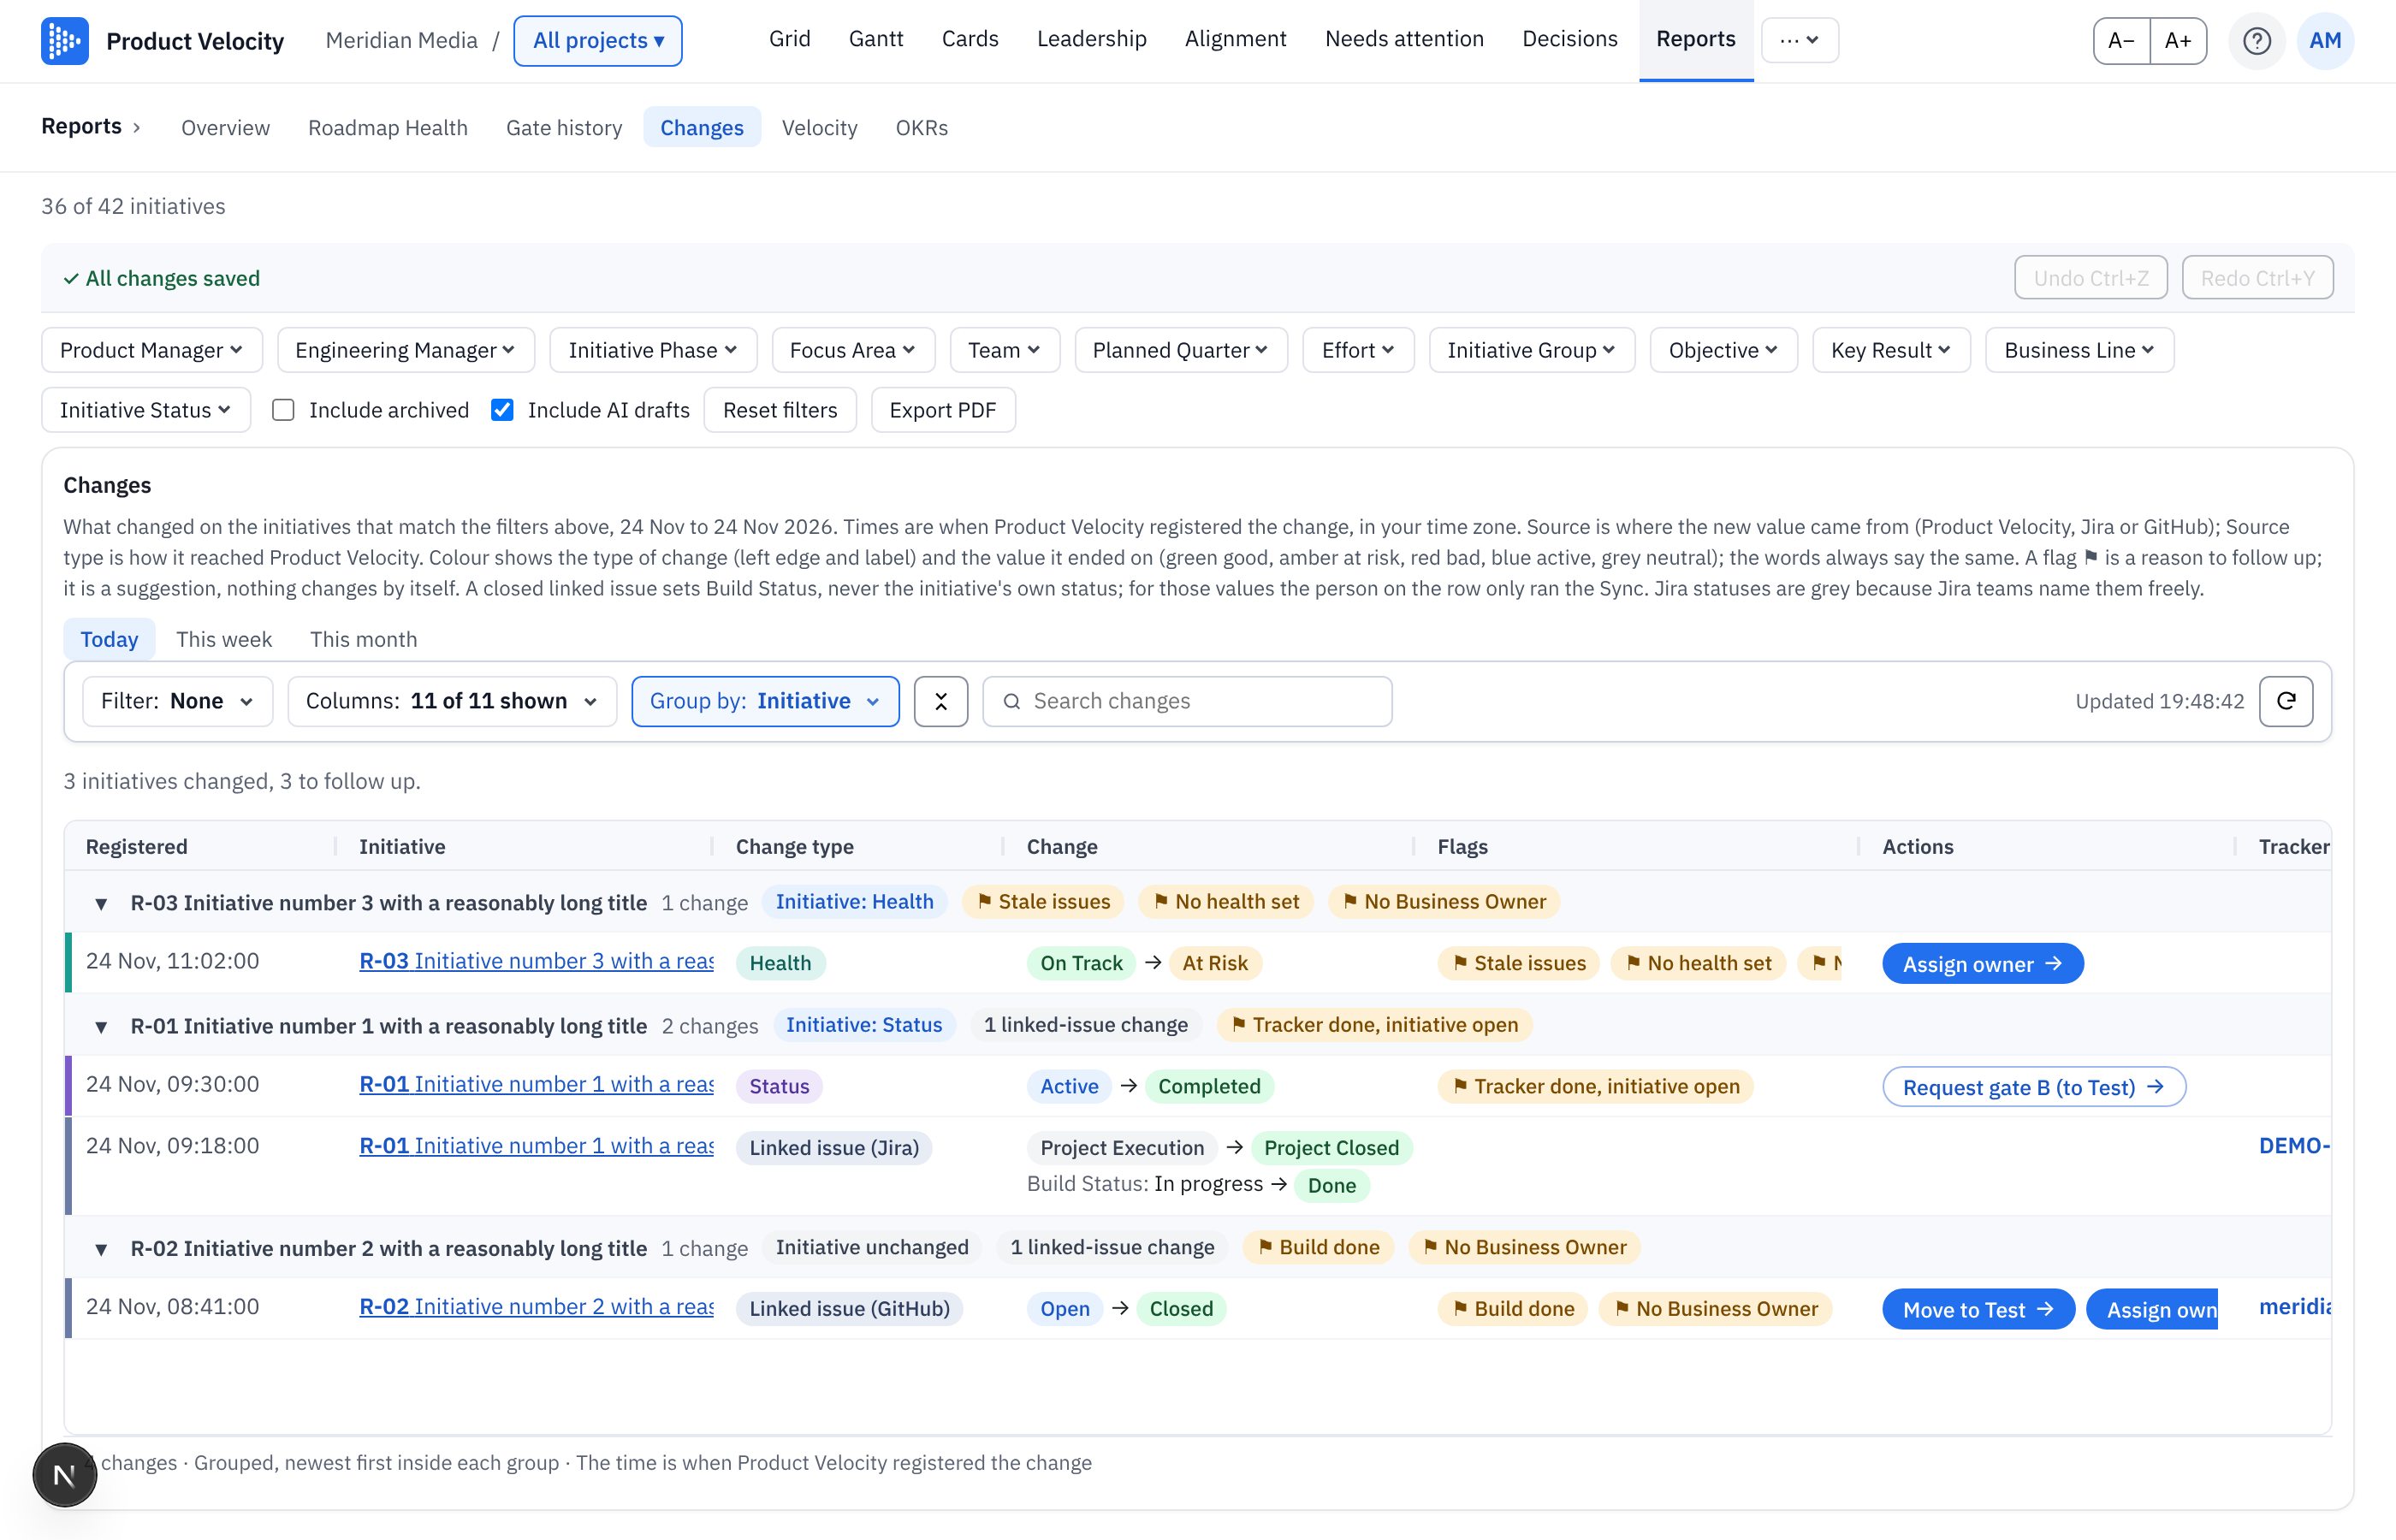 Product Velocity Meridian Media / All projects ▾ Grid Gantt Cards Leadership Alignment Needs attention Decisions Reports ··· A− A+ ? AM
Reports › Overview Roadmap Health Gate history Changes Velocity OKRs
36 of 42 initiatives
✓ All changes saved Undo Ctrl+Z Redo Ctrl+Y
Product Manager Engineering Manager Initiative Phase Focus Area Team Planned Quarter Effort Initiative Group Objective Key Result Business Line
Initiative Status Include archived Include AI drafts Reset filters Export PDF
Changes
What changed on the initiatives that match the filters above, 24 Nov to 24 Nov 2026. Times are when Product Velocity registered the change, in your time zone. Source is where the new value came from (Product Velocity, Jira or GitHub); Source
type is how it reached Product Velocity. Colour shows the type of change (left edge and label) and the value it ended on (green good, amber at risk, red bad, blue active, grey neutral); the words always say the same. A flag ⚑ is a reason to follow up;
it is a suggestion, nothing changes by itself. A closed linked issue sets Build Status, never the initiative's own status; for those values the person on the row only ran the Sync. Jira statuses are grey because Jira teams name them freely.
Today This week This month
Filter: None Columns: 11 of 11 shown Group by: Initiative Search changes Updated 19:48:42
3 initiatives changed, 3 to follow up.
Registered Initiative Change type Change Flags Actions Tracker
▼ R-03 Initiative number 3 with a reasonably long title 1 change Initiative: Health ⚑ Stale issues ⚑ No health set ⚑ No Business Owner
24 Nov, 11:02:00 R-03 Initiative number 3 with a reas Health On Track → At Risk ⚑ Stale issues ⚑ No health set ⚑ Assign owner →
▼ R-01 Initiative number 1 with a reasonably long title 2 changes Initiative: Status 1 linked-issue change ⚑ Tracker done, initiative open
24 Nov, 09:30:00 R-01 Initiative number 1 with a reas Status Active → Completed ⚑ Tracker done, initiative open Request gate B (to Test) →
24 Nov, 09:18:00 R-01 Initiative number 1 with a reas Linked issue (Jira) Project Execution → Project Closed DEMO-
Build Status: In progress → Done
▼ R-02 Initiative number 2 with a reasonably long title 1 change Initiative unchanged 1 linked-issue change ⚑ Build done ⚑ No Business Owner
24 Nov, 08:41:00 R-02 Initiative number 2 with a reas Linked issue (GitHub) Open → Closed ⚑ Build done ⚑ No Business Owner Move to Test → Assign own meridia
N changes · Grouped, newest first inside each group · The time is when Product Velocity registered the change